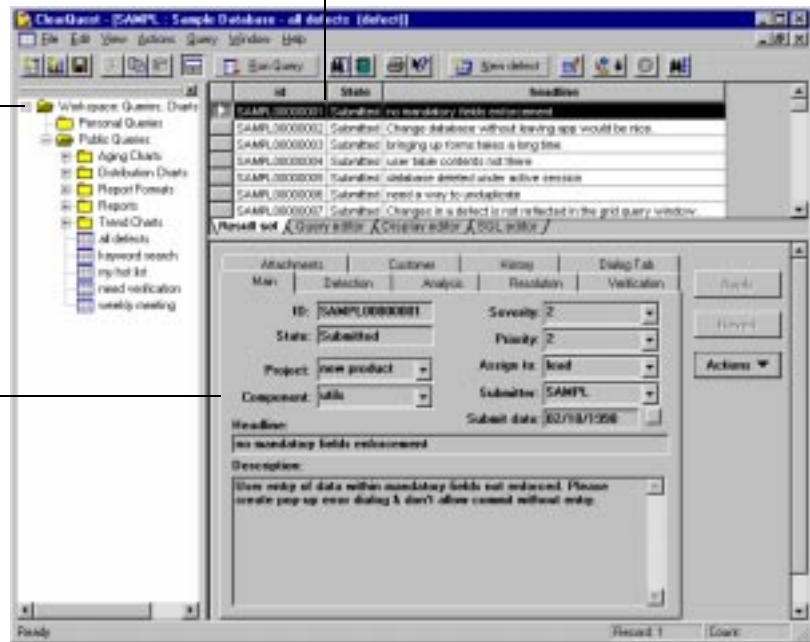 ClearQuest - [SAMPL : Sample Database - all defects (defect)]
File Edit View Actions Query Window Help
Run Query
New defect
Workspace: Queries, Charts
Personal Queries
Public Queries
Aging Charts
Distribution Charts
Report Formats
Reports
Trend Charts
all defects
keyword search
my hot list
need verification
weekly meeting
id State headline
SAMPL00000001 Submitted no mandatory fields enforcement
SAMPL00000002 Submitted Change database without leaving app would be nice.
SAMPL00000003 Submitted bringing up forms takes a long time
SAMPL00000004 Submitted user table contents not there
SAMPL00000005 Submitted database deleted under active session
SAMPL00000006 Submitted need a way to unduplicate
SAMPL00000007 Submitted Changes in a defect is not reflected in the grid query window
Result set Query editor Display editor SQL editor
Attachments Customer History Dialog Tab
Main Detection Analysis Resolution Verification
ID: SAMPL00000001
State: Submitted
Project: new product
Component: utils
Severity: 2
Priority: 2
Assign to: lead
Submitter: SAMPL
Submit date: 02/10/1998
Headline:
no mandatory fields enforcement
Description:
User entry of data within mandatory fields not enforced. Please
create pop-up error dialog & don't allow commit without entry.
Apply
Revert
Actions
Ready
Record: 1
Count: